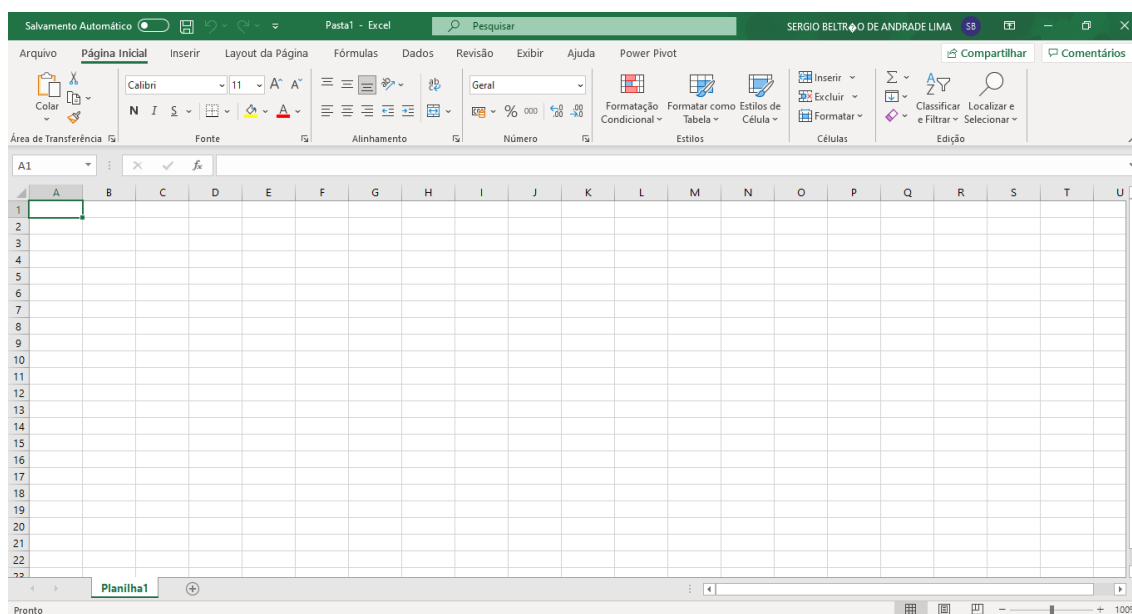 Salvamento Automático Pasta1 - Excel Pesquisar SERGIO BELTR�O DE ANDRADE LIMA SB
Arquivo Página Inicial Inserir Layout da Página Fórmulas Dados Revisão Exibir Ajuda Power Pivot Compartilhar Comentários
Colar
Calibri 11 A A
N I S A
ab
Geral
% 000
Formatação Condicional
Formatar como Tabela
Estilos de Célula
Inserir
Excluir
Formatar
Classificar e Filtrar
Localizar e Selecionar
Área de Transferência Fonte Alinhamento Número Estilos Células Edição
A1 fx
A B C D E F G H I J K L M N O P Q R S T U
1
2
3
4
5
6
7
8
9
10
11
12
13
14
15
16
17
18
19
20
21
22
23
Planilha1
Pronto 100%